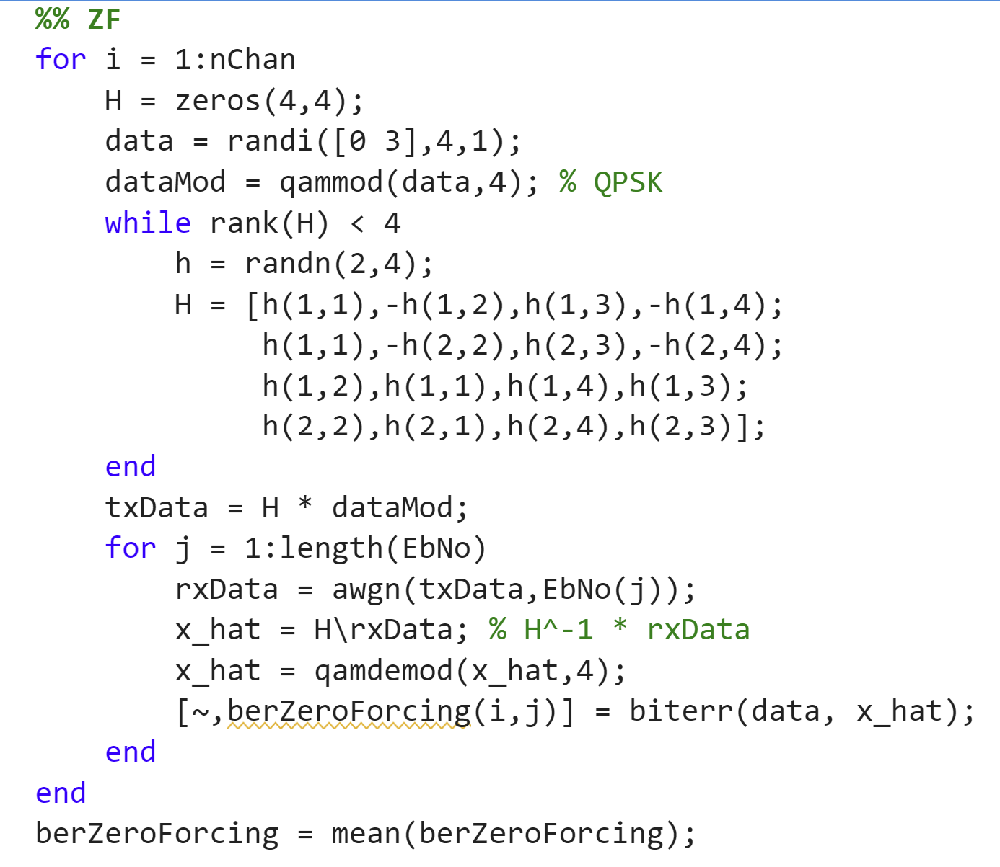 %% ZF
for i = 1:nChan
    H = zeros(4,4);
    data = randi([0 3],4,1);
    dataMod = qammod(data,4); % QPSK
    while rank(H) < 4
        h = randn(2,4);
        H = [h(1,1),-h(1,2),h(1,3),-h(1,4);
             h(1,1),-h(2,2),h(2,3),-h(2,4);
             h(1,2),h(1,1),h(1,4),h(1,3);
             h(2,2),h(2,1),h(2,4),h(2,3)];
    end
    txData = H * dataMod;
    for j = 1:length(EbNo)
        rxData = awgn(txData,EbNo(j));
        x_hat = H\rxData; % H^-1 * rxData
        x_hat = qamdemod(x_hat,4);
        [~,berZeroForcing(i,j)] = biterr(data, x_hat);
    end
end
berZeroForcing = mean(berZeroForcing);